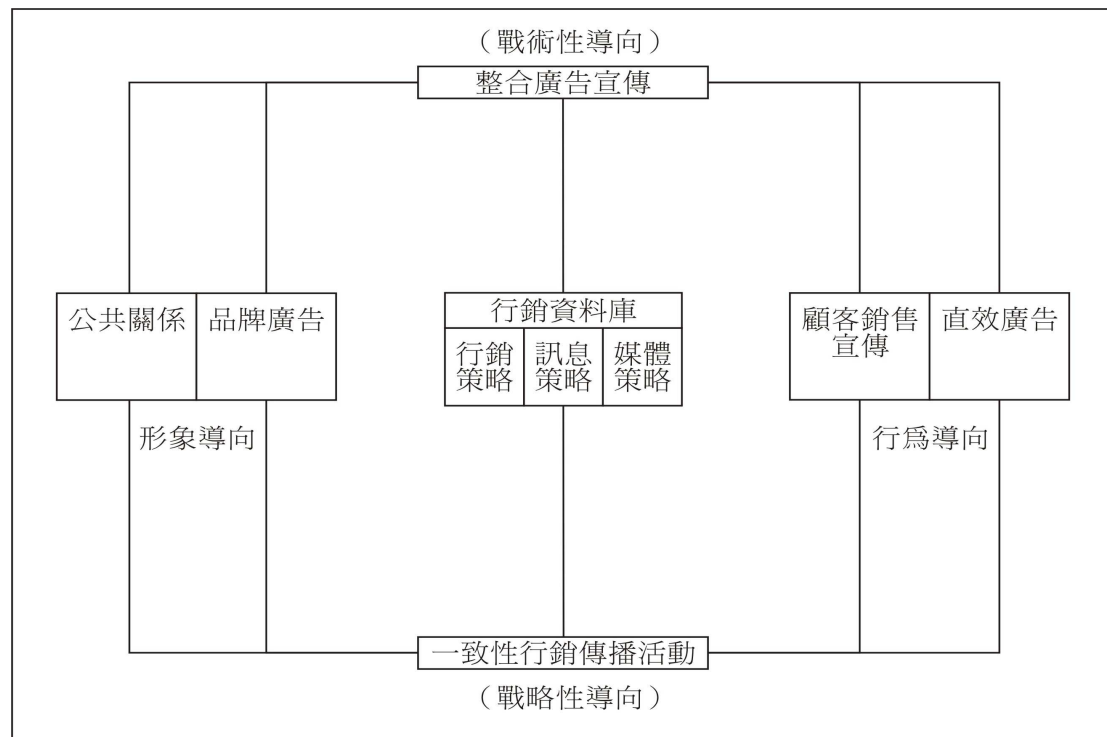 （戰術性導向）
整合廣告宣傳
公共關係
品牌廣告
行銷資料庫
行銷
策略
訊息
策略
媒體
策略
顧客銷售
宣傳
直效廣告
形象導向
行爲導向
一致性行銷傳播活動
（戰略性導向）